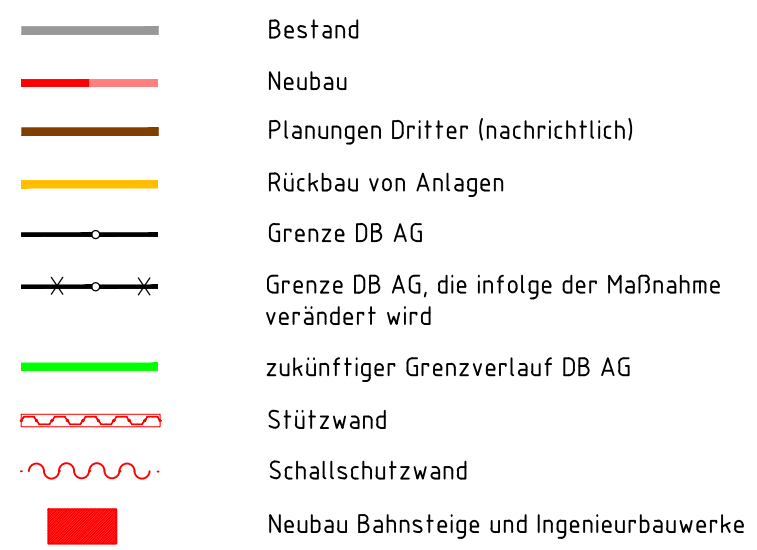 Bestand
Neubau
Planungen Dritter (nachrichtlich)
Rückbau von Anlagen
Grenze DB AG
Grenze DB AG, die infolge der Maßnahme
verändert wird
zukünftiger Grenzverlauf DB AG
Stützwand
Schallschutzwand
Neubau Bahnsteige und Ingenieurbauwerke